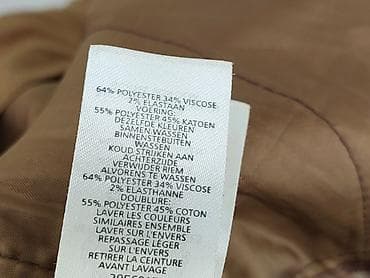 64% POLYESTER 34% VISCOSE
2% ELASTAAN
VOERING:
55% POLYESTER 45% KATOEN
DEZELFDE KLEUREN
SAMEN WASSEN
BINNENSTEBUITEN
WASSEN
KOUD STRIJKEN AAN
ACHTERZIJDE
VERWIJDER RIEM
ALVORENS TE WASSEN
64% POLYESTER 34% VISCOSE
2% ELASTHANNE
DOUBLURE:
55% POLYESTER 45% COTON
LAVER LES COULEURS
SIMILAIRES ENSEMBLE
LAVER SUR L'ENVERS
REPASSAGE LÉGER
SUR L'ENVERS
RETIRER LA CEINTURE
AVANT LAVAGE